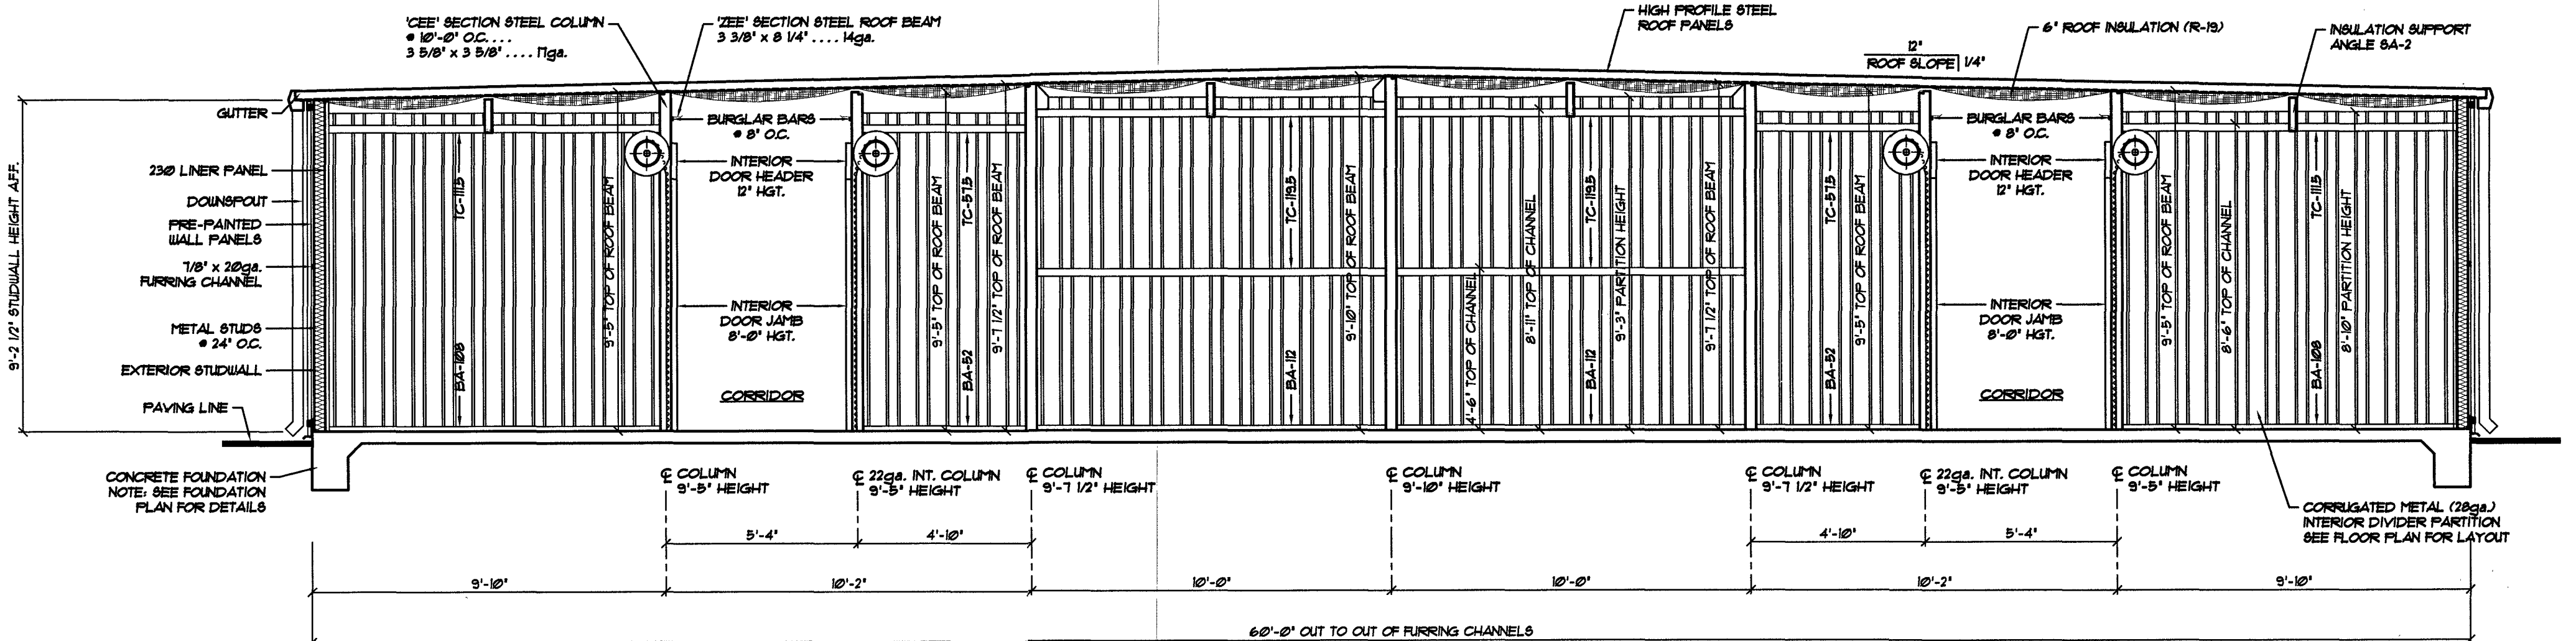 'CEE' SECTION STEEL COLUMN
@ 10'-0" O.C. . . .
3 5/8" x 3 5/8" . . . . 17ga.
'ZEE' SECTION STEEL ROOF BEAM
3 3/8" x 8 1/4" . . . . 14ga.
HIGH PROFILE STEEL
ROOF PANELS
12"
ROOF SLOPE 1/4"
6" ROOF INSULATION (R-19)
INSULATION SUPPORT
ANGLE SA-2
9'-2 1/2" STUDWALL HEIGHT A.F.F.
GUTTER
230 LINER PANEL
DOWNSPOUT
PRE-PAINTED
WALL PANELS
7/8" x 20ga.
FURRING CHANNEL
METAL STUDS
@ 24" O.C.
EXTERIOR STUDWALL
PAVING LINE
CONCRETE FOUNDATION
NOTE: SEE FOUNDATION
PLAN FOR DETAILS
TC-111.5
BA-108
9'-5" TOP OF ROOF BEAM
BURGLAR BARS
@ 8" O.C.
INTERIOR
DOOR HEADER
12" HGT.
INTERIOR
DOOR JAMB
8'-0" HGT.
CORRIDOR
9'-5" TOP OF ROOF BEAM
TC-57.5
BA-52
9'-7 1/2" TOP OF ROOF BEAM
TC-119.5
BA-112
9'-10" TOP OF ROOF BEAM
4'-6" TOP OF CHANNEL
8'-11" TOP OF CHANNEL
TC-119.5
BA-112
9'-3" PARTITION HEIGHT
9'-7 1/2" TOP OF ROOF BEAM
TC-57.5
BA-52
9'-5" TOP OF ROOF BEAM
BURGLAR BARS
@ 8" O.C.
INTERIOR
DOOR HEADER
12" HGT.
INTERIOR
DOOR JAMB
8'-0" HGT.
CORRIDOR
9'-5" TOP OF ROOF BEAM
8'-6" TOP OF CHANNEL
TC-111.5
BA-108
8'-10" PARTITION HEIGHT
℄ COLUMN
9'-5" HEIGHT
℄ 22ga. INT. COLUMN
9'-5" HEIGHT
℄ COLUMN
9'-7 1/2" HEIGHT
℄ COLUMN
9'-10" HEIGHT
℄ COLUMN
9'-7 1/2" HEIGHT
℄ 22ga. INT. COLUMN
9'-5" HEIGHT
℄ COLUMN
9'-5" HEIGHT
CORRUGATED METAL (28ga.)
INTERIOR DIVIDER PARTITION
SEE FLOOR PLAN FOR LAYOUT
5'-4"
4'-10"
4'-10"
5'-4"
9'-10"
10'-2"
10'-0"
10'-0"
10'-2"
9'-10"
60'-0" OUT TO OUT OF FURRING CHANNELS